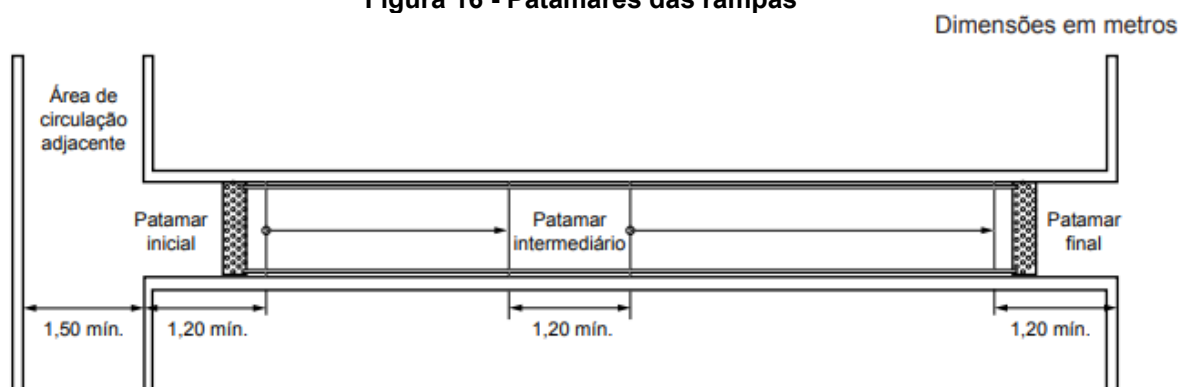 Figura 16 - Patamares das rampas
Dimensões em metros
Área de
circulação
adjacente
Patamar
inicial
Patamar
intermediário
Patamar
final
1,50 mín.
1,20 mín.
1,20 mín.
1,20 mín.